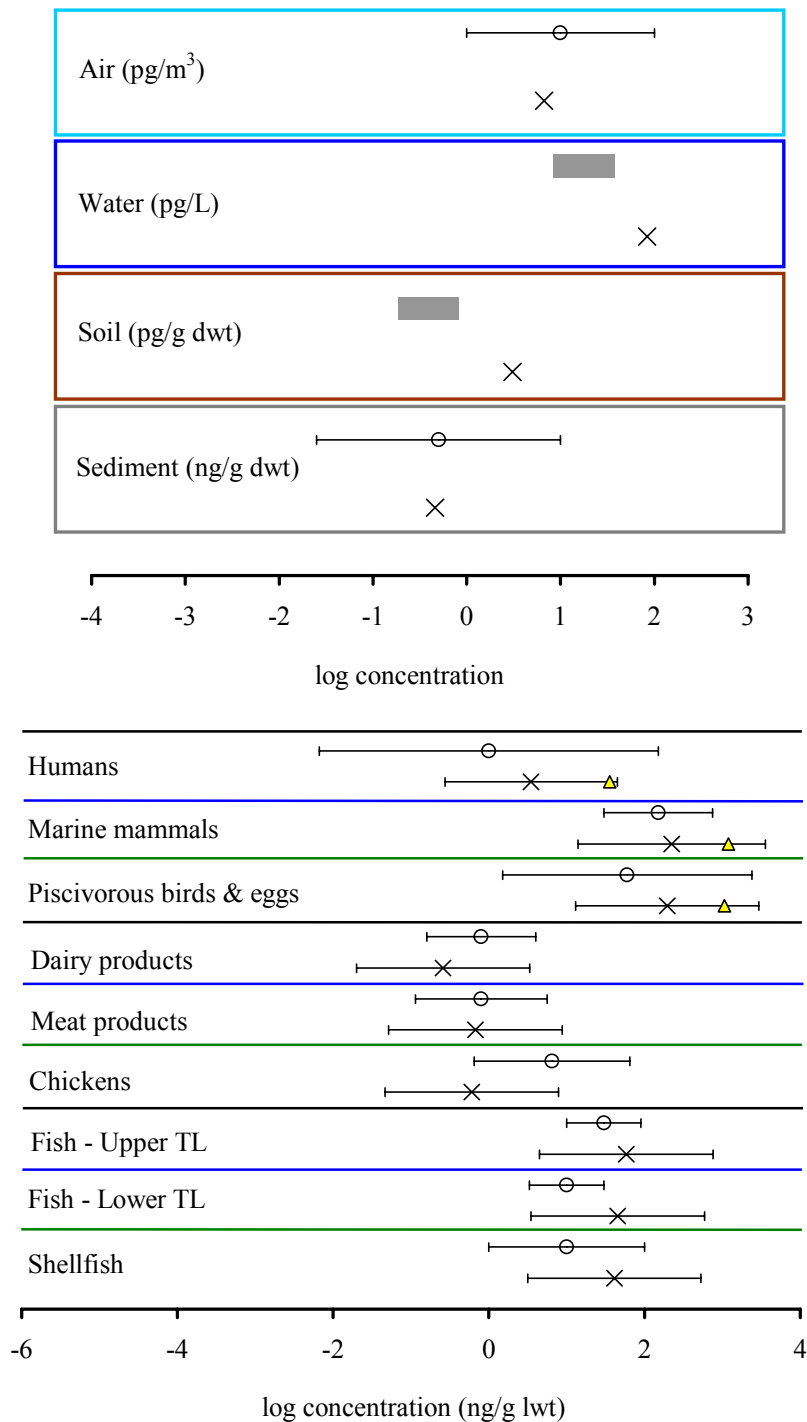 Air (pg/m³)
Water (pg/L)
Soil (pg/g dwt)
Sediment (ng/g dwt)
-4 -3 -2 -1 0 1 2 3
log concentration
Humans
Marine mammals
Piscivorous birds & eggs
Dairy products
Meat products
Chickens
Fish - Upper TL
Fish - Lower TL
Shellfish
-6 -4 -2 0 2 4
log concentration (ng/g lwt)